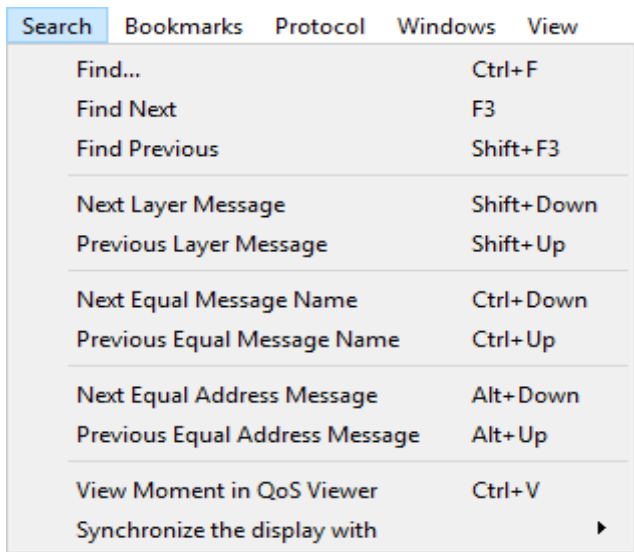 Search Bookmarks Protocol Windows View
Find... Ctrl+F
Find Next F3
Find Previous Shift+F3
Next Layer Message Shift+Down
Previous Layer Message Shift+Up
Next Equal Message Name Ctrl+Down
Previous Equal Message Name Ctrl+Up
Next Equal Address Message Alt+Down
Previous Equal Address Message Alt+Up
View Moment in QoS Viewer Ctrl+V
Synchronize the display with